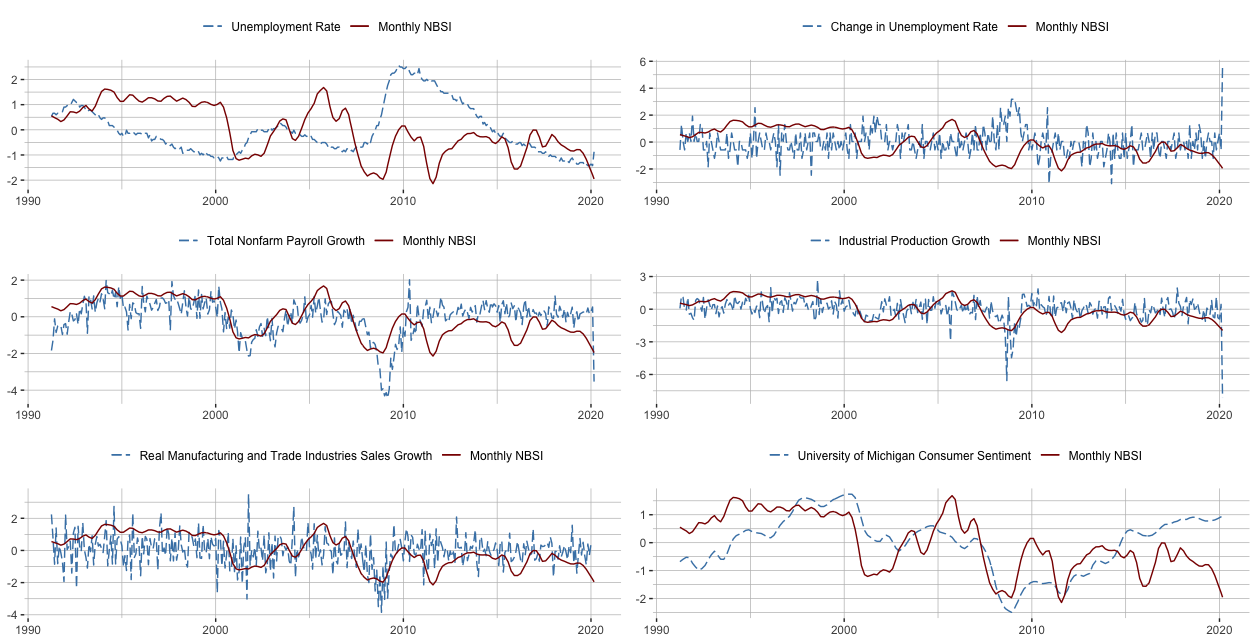 Unemployment Rate Monthly NBSI
2
1
0
-1
-2
1990 2000 2010 2020
Change in Unemployment Rate Monthly NBSI
6
4
2
0
-2
1990 2000 2010 2020
Total Nonfarm Payroll Growth Monthly NBSI
2
0
-2
-4
1990 2000 2010 2020
Industrial Production Growth Monthly NBSI
3
0
-3
-6
1990 2000 2010 2020
Real Manufacturing and Trade Industries Sales Growth Monthly NBSI
2
0
-2
-4
1990 2000 2010 2020
University of Michigan Consumer Sentiment Monthly NBSI
1
0
-1
-2
1990 2000 2010 2020